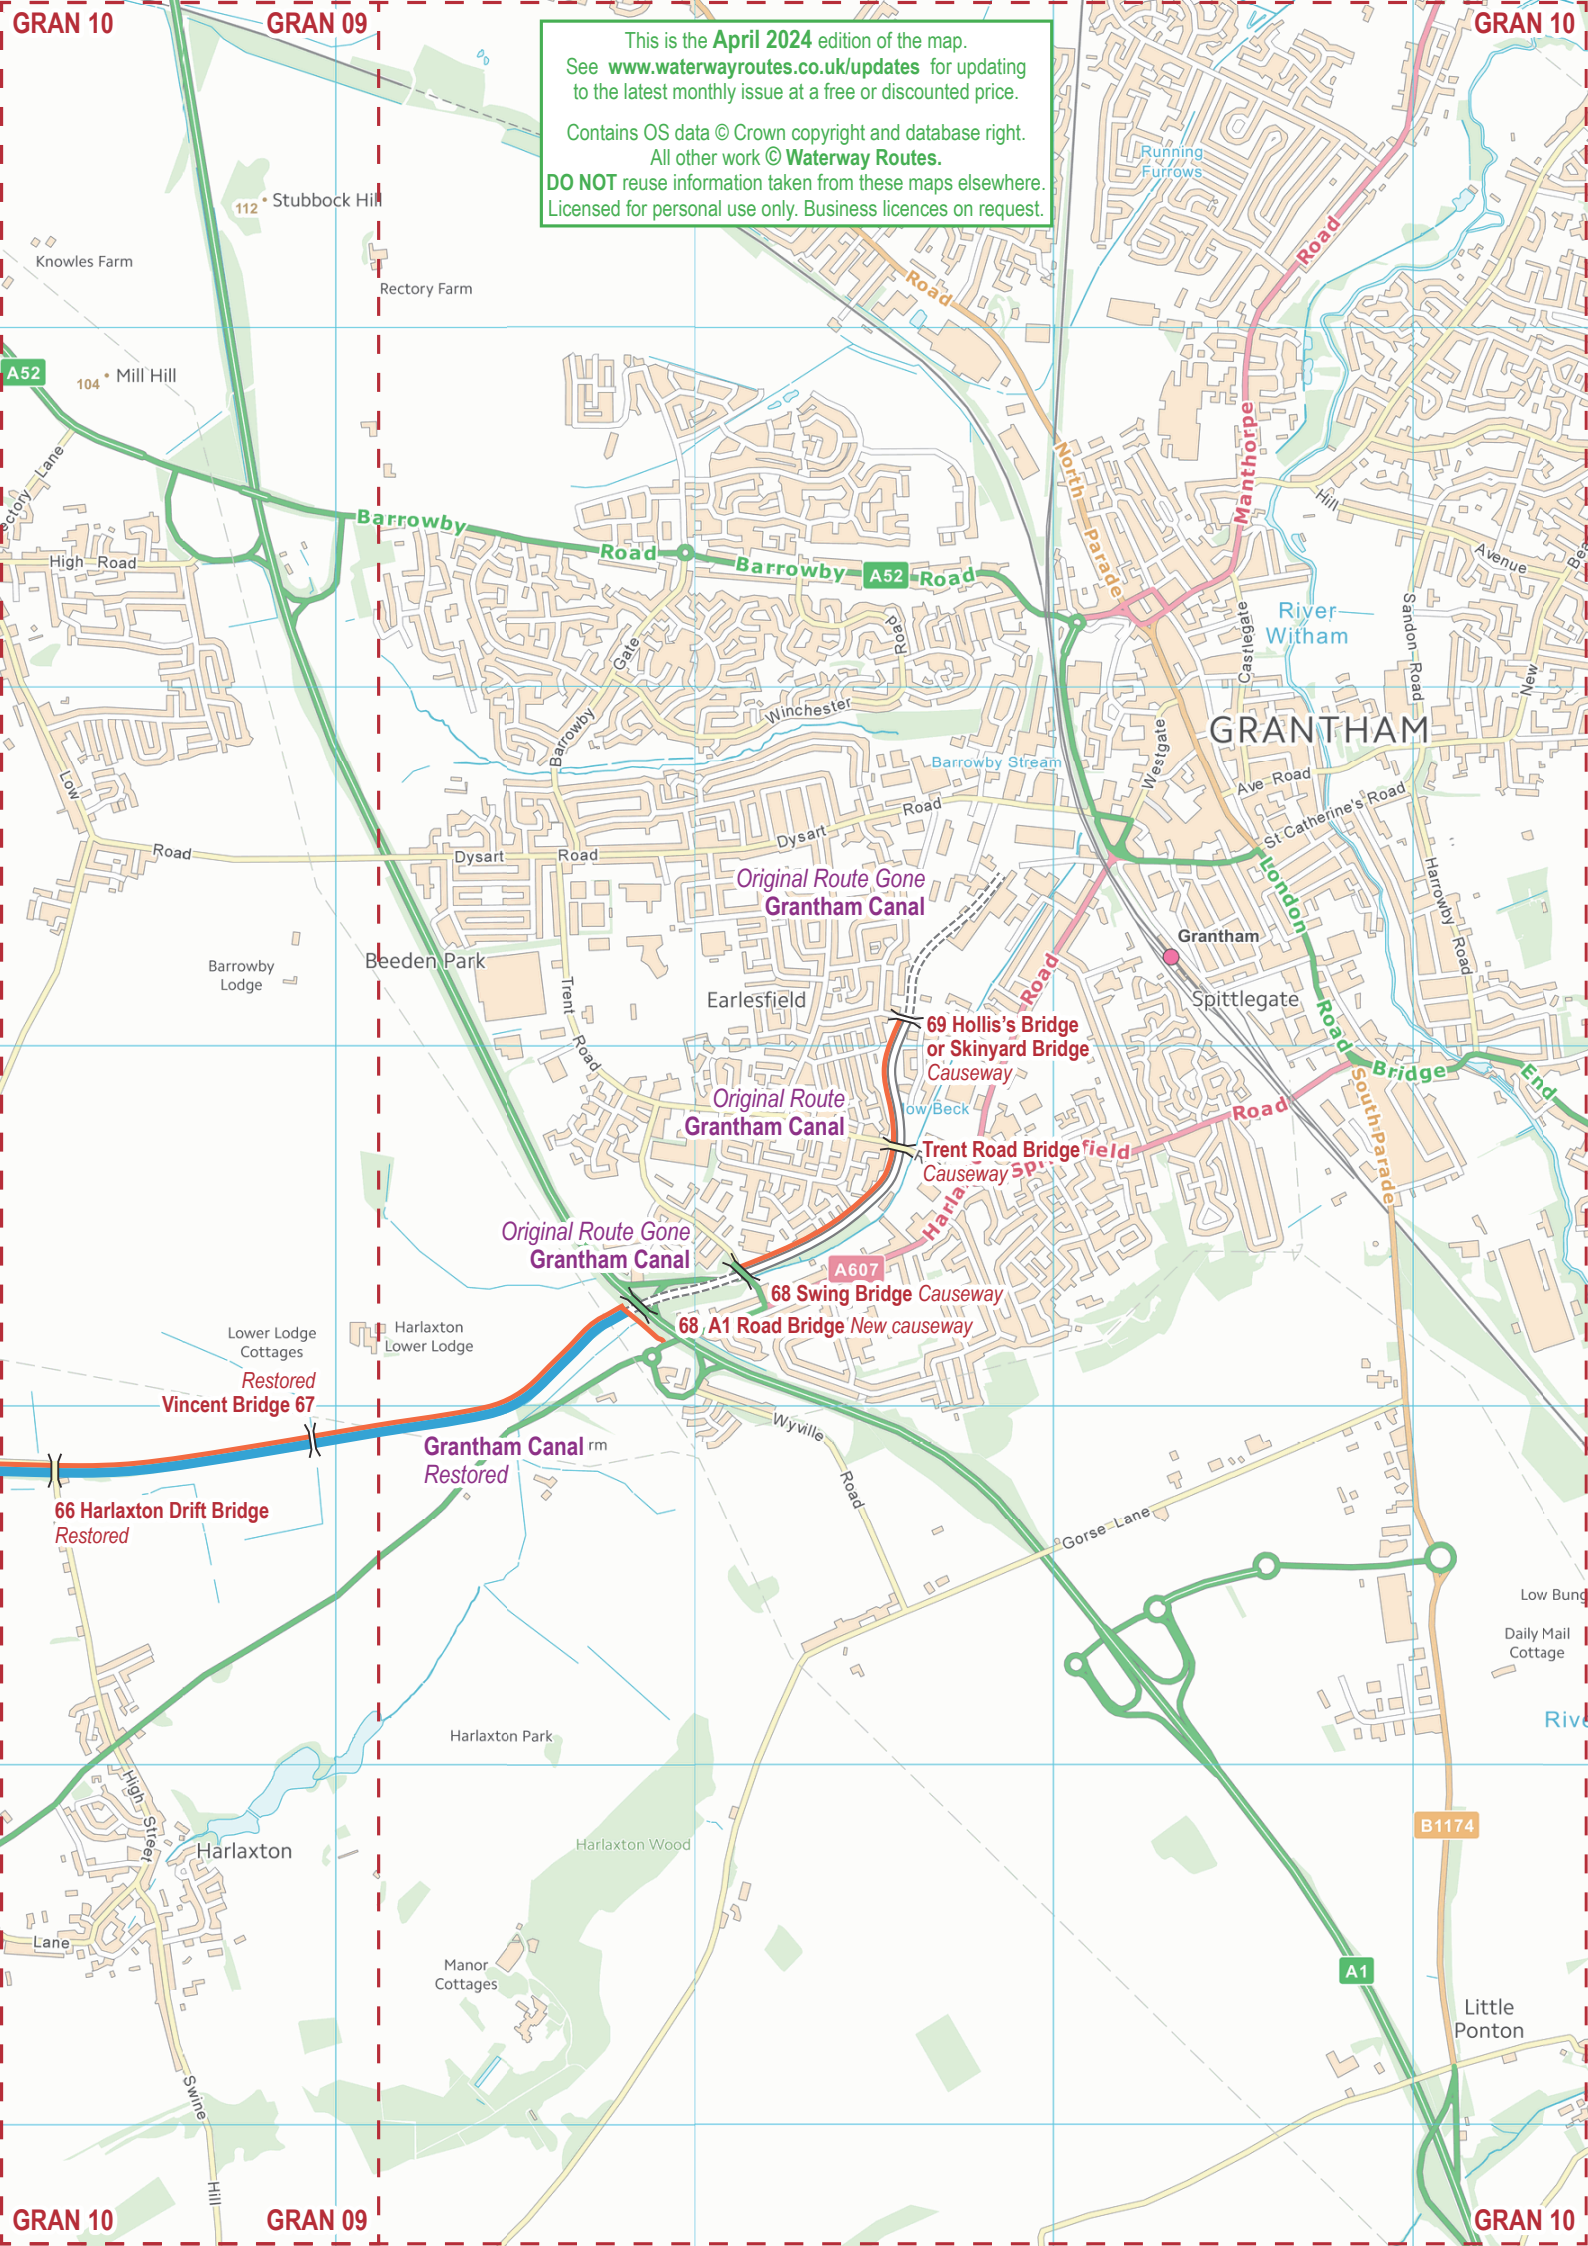 GRAN 10
GRAN 09
GRAN 10
This is the April 2024 edition of the map.
See www.waterwayroutes.co.uk/updates for updating
to the latest monthly issue at a free or discounted price.
Contains OS data © Crown copyright and database right.
All other work © Waterway Routes.
DO NOT reuse information taken from these maps elsewhere.
Licensed for personal use only. Business licences on request.
Running
Furrows
112
Stubbock Hill
Knowles Farm
Rectory Farm
Road
Road
A52
104
Mill Hill
Manthorpe
North Parade
ectory Lane
Hill
Avenue
Bea
High Road
Barrowby
Road
Barrowby
A52
Road
River
Witham
Castlegate
Sandon Road
New
Road
Gate
Barrowby
Winchester
GRANTHAM
Westgate
Barrowby Stream
Low
Ave Road
St Catherine's Road
Road
Dysart
Road
Dysart
Road
Original Route Gone
Grantham Canal
London
Harrowby
Road
Grantham
Beeden Park
Barrowby
Lodge
Trent
Road
Earlesfield
Road
Spittlegate
Road
69 Hollis's Bridge
or Skinyard Bridge
Causeway
Bridge
End
South Parade
Original Route
Grantham Canal
ow Beck
Road
Trent Road Bridge
Causeway
R
Sp
field
Harla
Original Route Gone
Grantham Canal
A607
68 Swing Bridge Causeway
68 A1 Road Bridge New causeway
Lower Lodge
Cottages
Harlaxton
Lower Lodge
Restored
Vincent Bridge 67
Grantham Canal
rm
Restored
Wyville
Road
66 Harlaxton Drift Bridge
Restored
Gorse Lane
Low Bung
Daily Mail
Cottage
Harlaxton Park
Rive
High Street
Harlaxton
Harlaxton Wood
B1174
Lane
Manor
Cottages
A1
Little
Ponton
Swine
Hill
GRAN 10
GRAN 09
GRAN 10